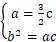 {a = 3/2 c
b² = ac